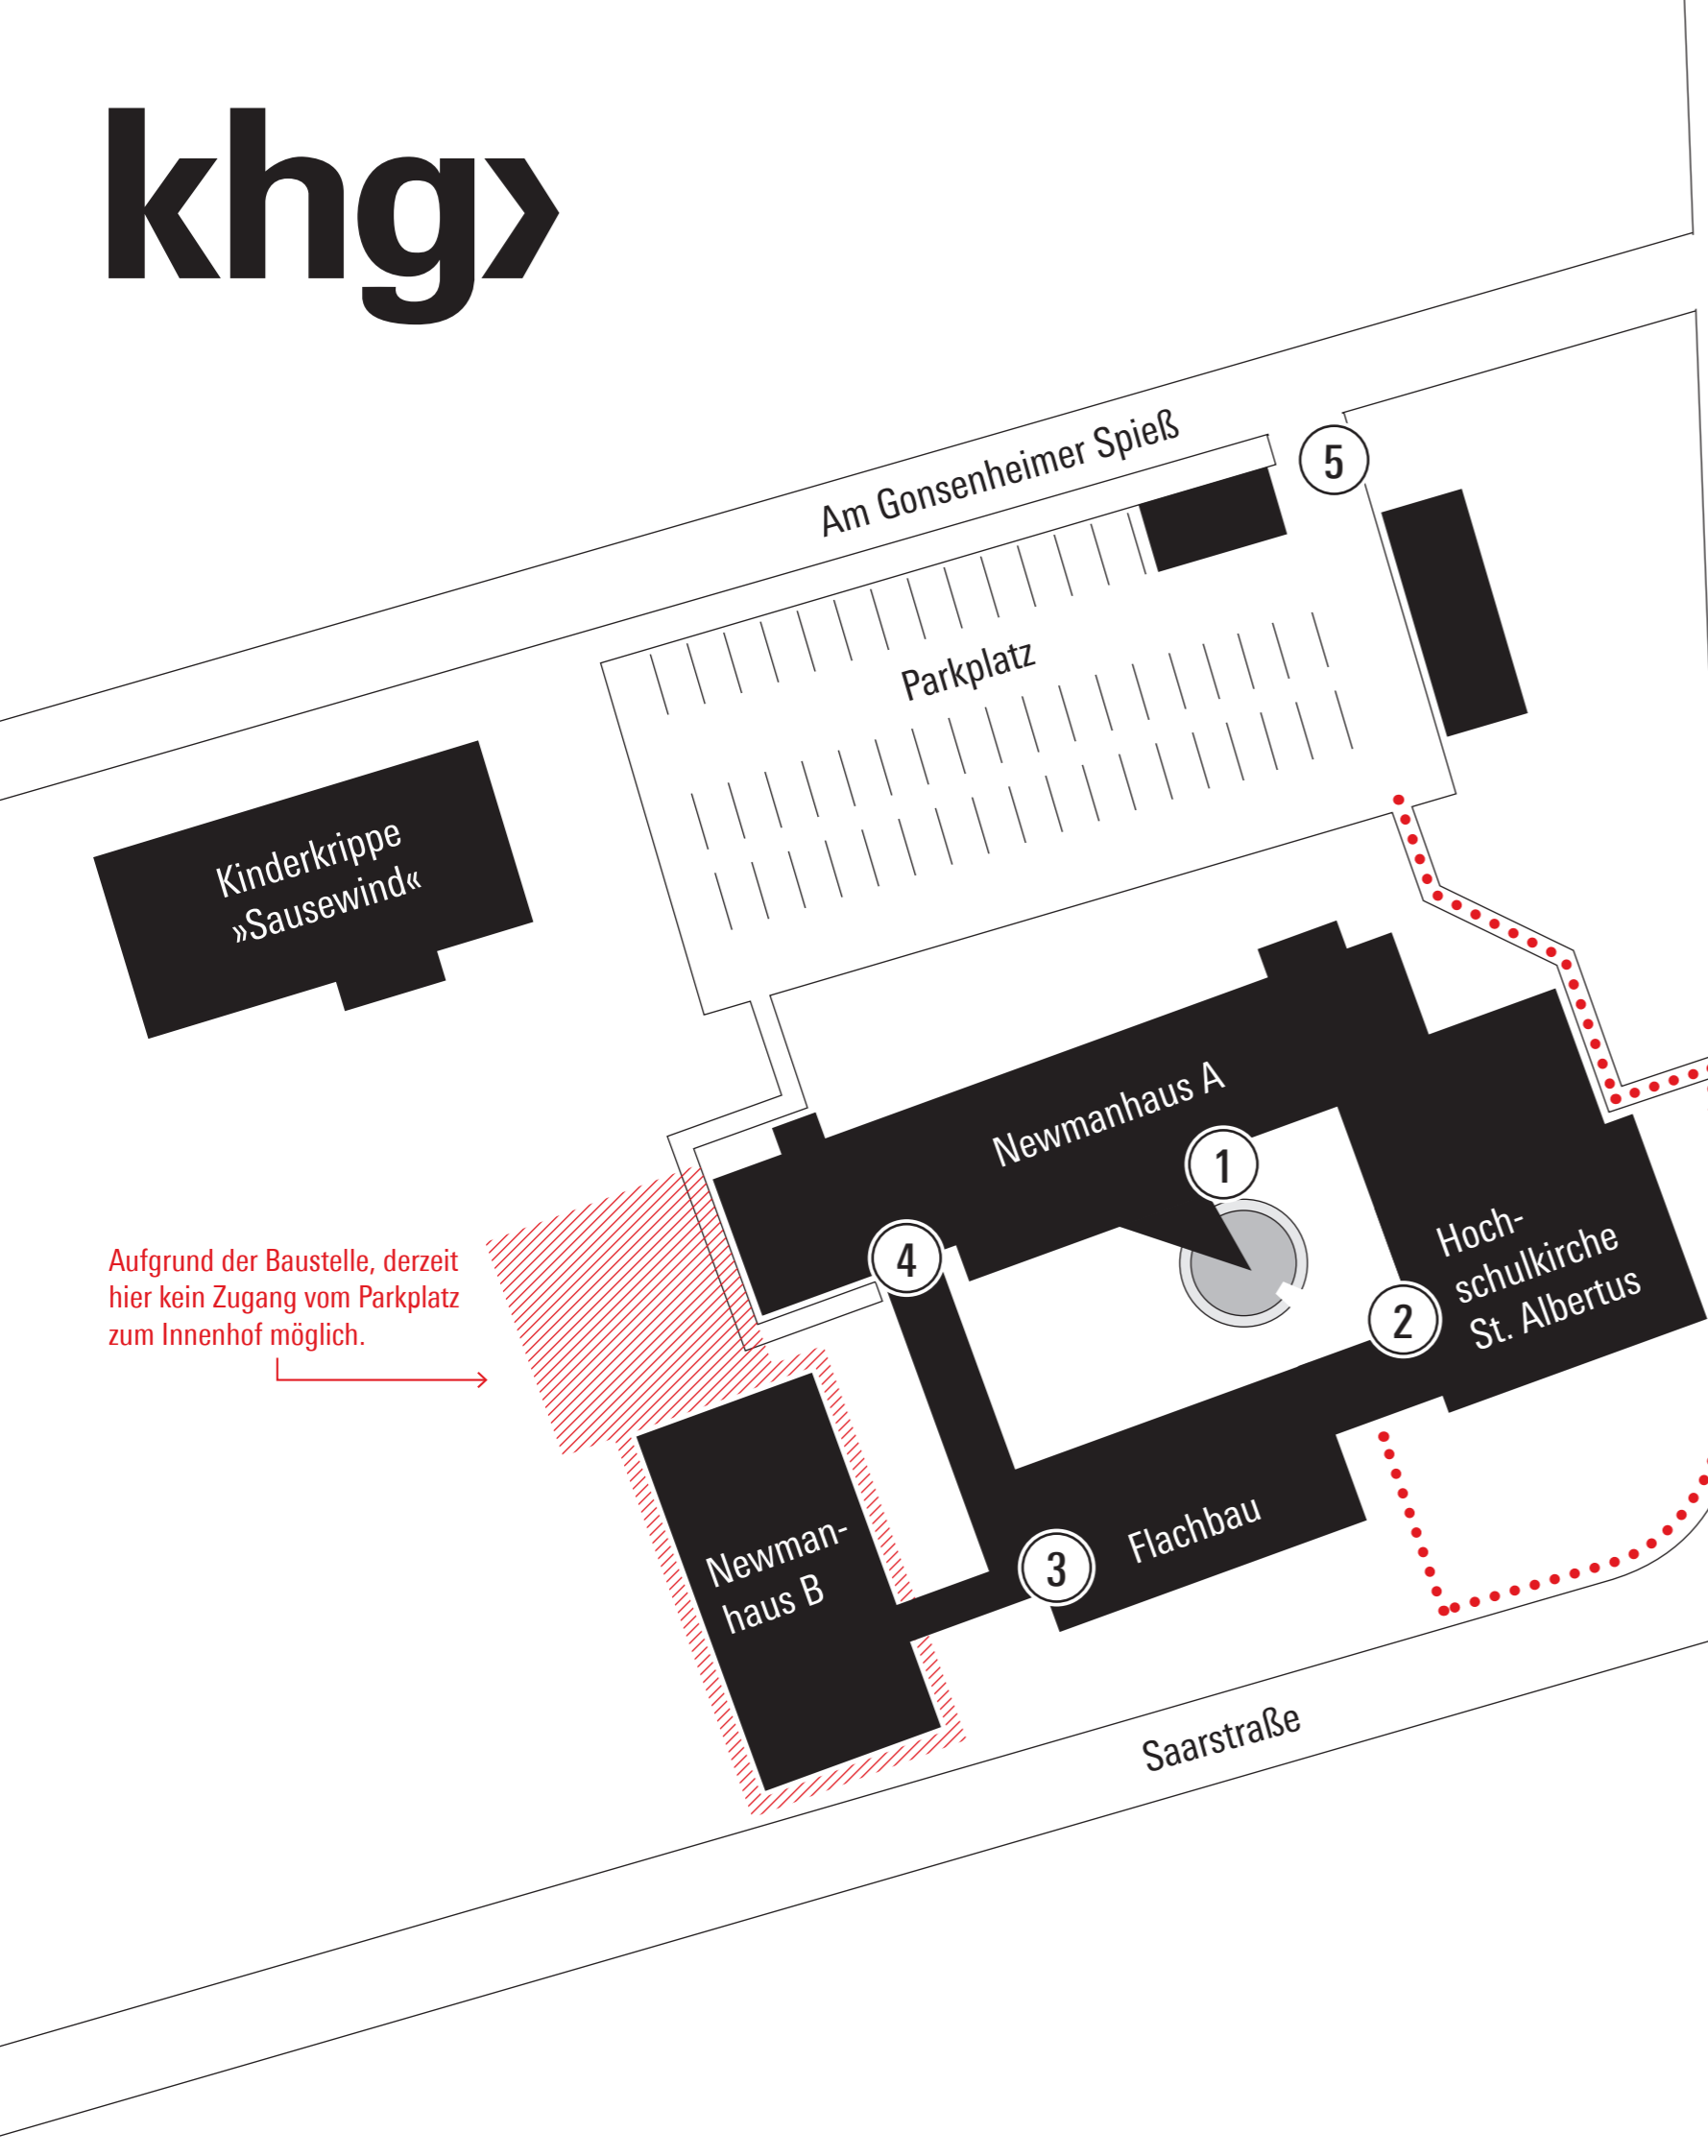 khg›
Am Gonsenheimer Spieß
5
Parkplatz
Kinderkrippe
»Sausewind«
Newmanhaus A
1
Hoch-
schulkirche
St. Albertus
4
2
Aufgrund der Baustelle, derzeit
hier kein Zugang vom Parkplatz
zum Innenhof möglich.
Newman-
haus B
3
Flachbau
Saarstraße